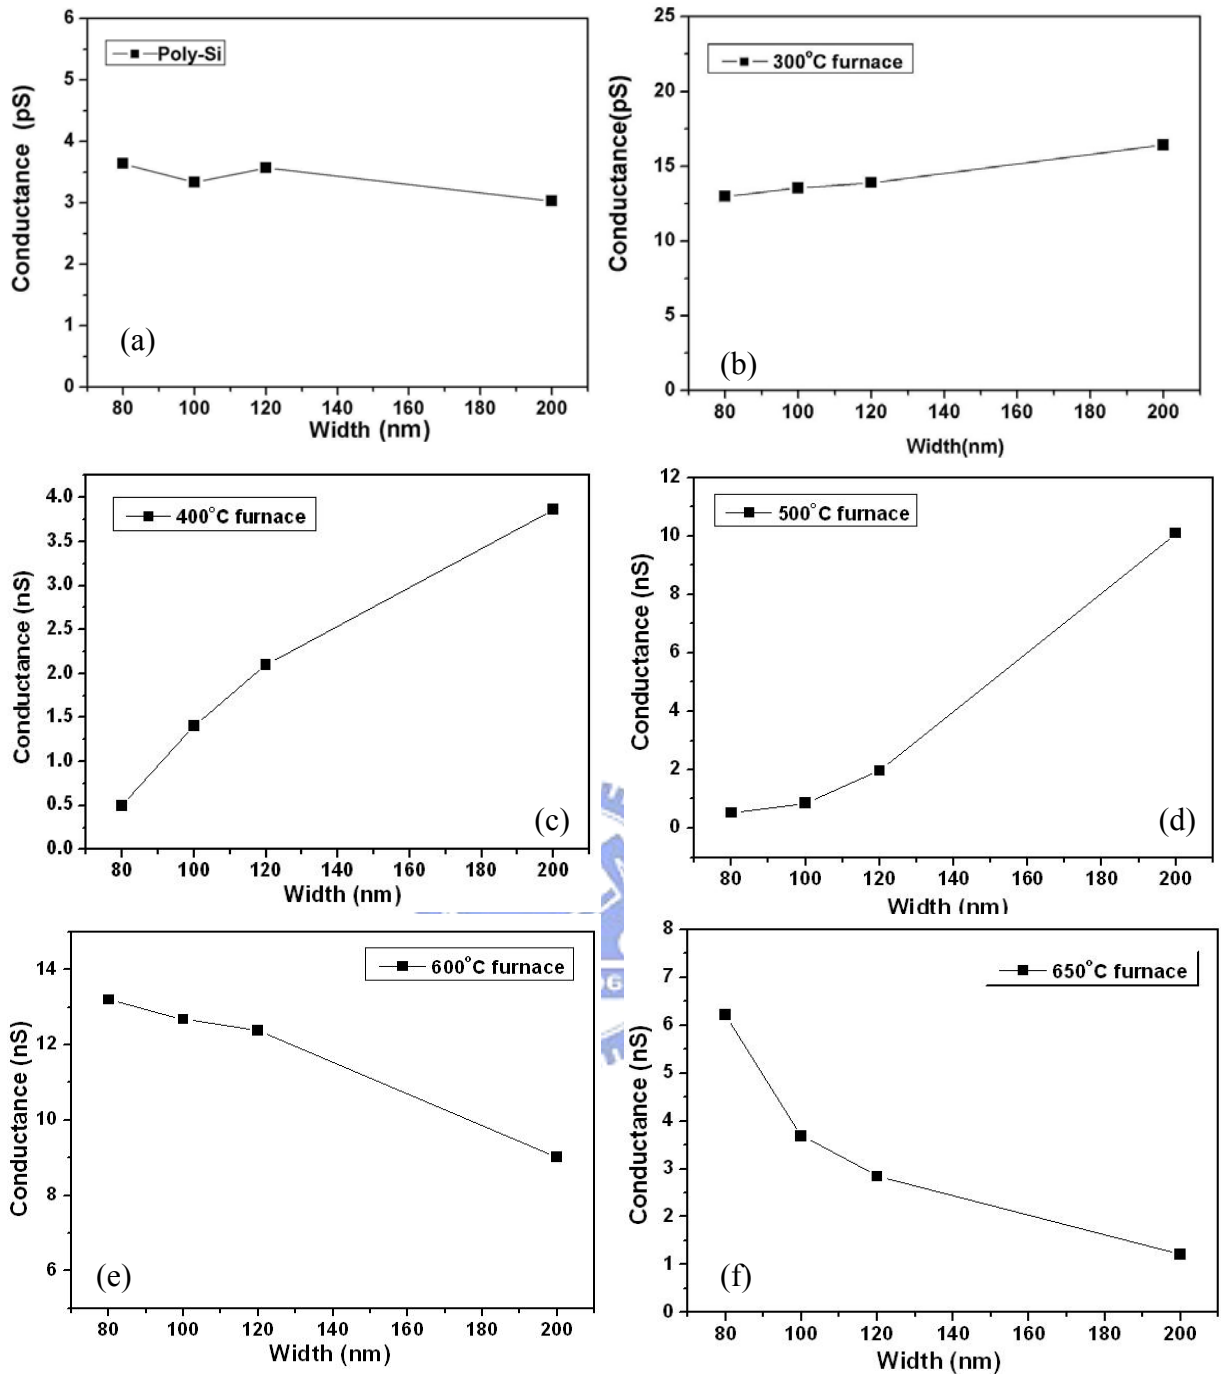 Poly-Si
Conductance (pS)
6
5
4
3
2
1
0
(a)
80 100 120 140 160 180 200
Width (nm)
300°C furnace
Conductance(pS)
25
20
15
10
5
0
(b)
80 100 120 140 160 180 200
Width(nm)
400°C furnace
Conductance (nS)
4.0
3.5
3.0
2.5
2.0
1.5
1.0
0.5
0.0
(c)
80 100 120 140 160 180 200
Width (nm)
500°C furnace
Conductance (nS)
12
10
8
6
4
2
0
(d)
80 100 120 140 160 180 200
Width (nm)
600°C furnace
Conductance (nS)
14
12
10
8
6
(e)
80 100 120 140 160 180 200
Width (nm)
650°C furnace
Conductance (nS)
8
7
6
5
4
3
2
1
0
(f)
80 100 120 140 160 180 200
Width (nm)